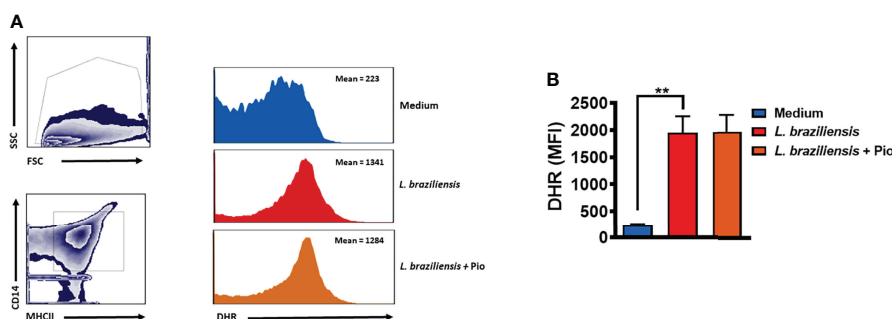 A
SSC
FSC
CD14
MHCII
Mean = 223
Medium
Mean = 1341
L. braziliensis
Mean = 1284
L. braziliensis + Pio
DHR
B
DHR (MFI)
2500
2000
1500
1000
500
0
**
Medium
L. braziliensis
L. braziliensis + Pio